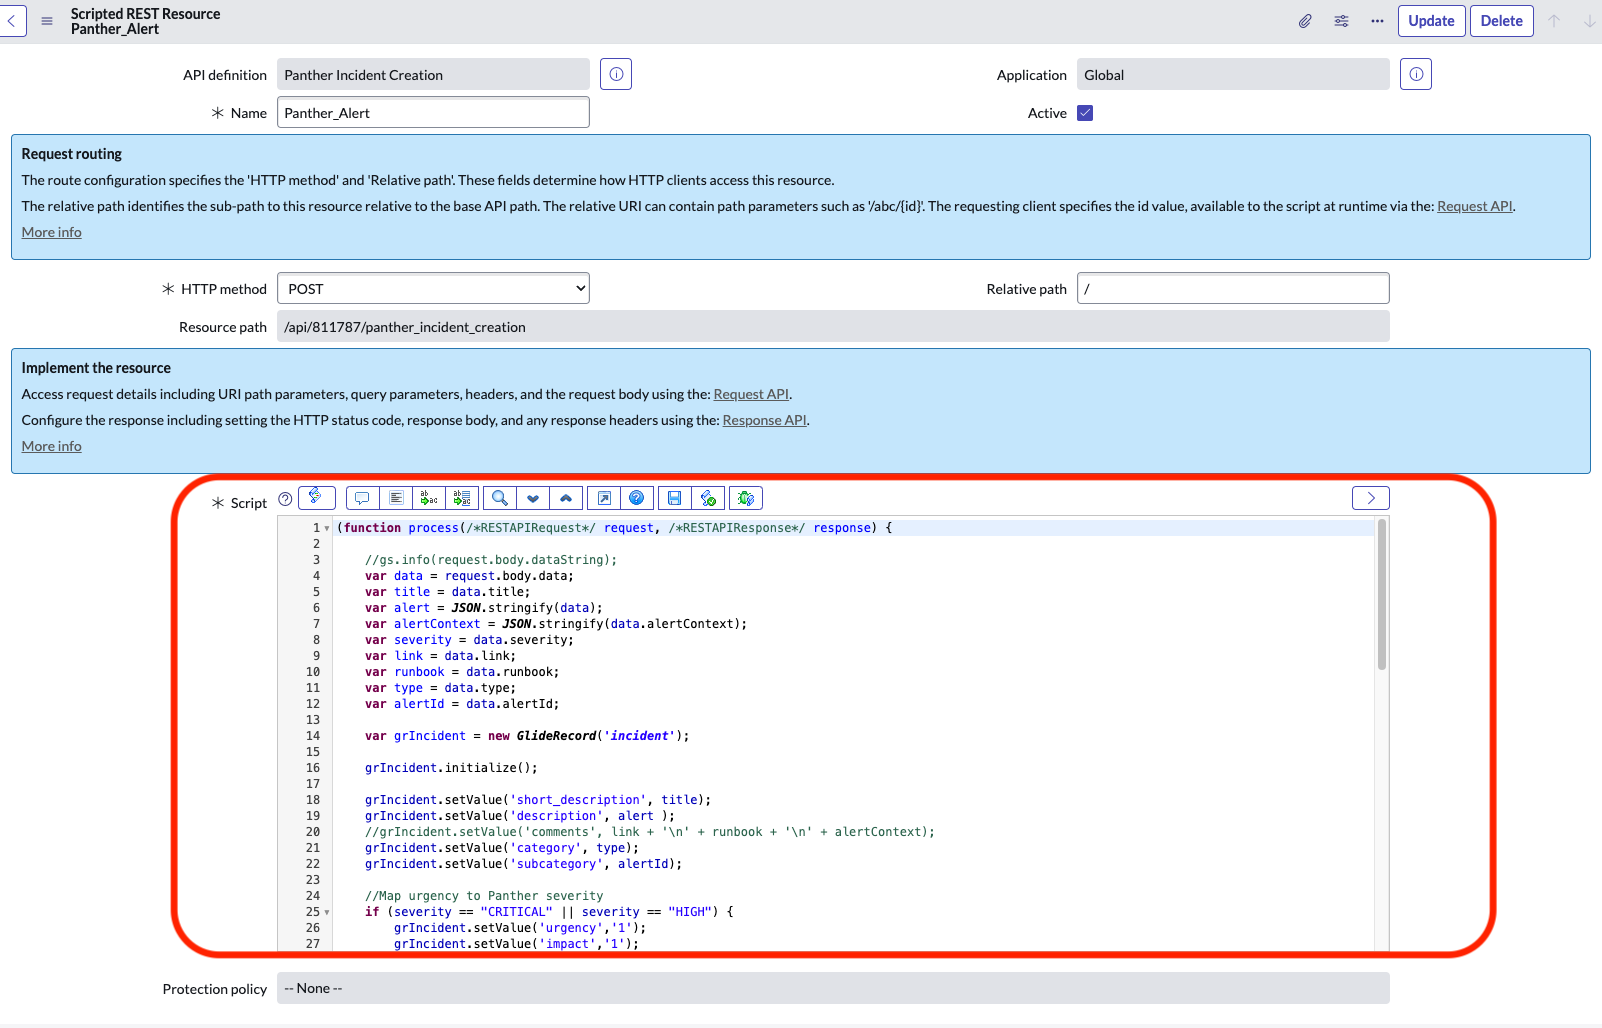 Scripted REST Resource
Panther_Alert
Update
Delete
API definition
Panther Incident Creation
Application
Global
Name
Panther_Alert
Active
Request routing
The route configuration specifies the 'HTTP method' and 'Relative path'. These fields determine how HTTP clients access this resource.
The relative path identifies the sub-path to this resource relative to the base API path. The relative URI can contain path parameters such as '/abc/{id}'. The requesting client specifies the id value, available to the script at runtime via the: Request API.
More info
HTTP method
POST
Relative path
/
Resource path
/api/811787/panther_incident_creation
Implement the resource
Access request details including URI path parameters, query parameters, headers, and the request body using the: Request API.
Configure the response including setting the HTTP status code, response body, and any response headers using the: Response API.
More info
Script
1 (function process(/*RESTAPIRequest*/ request, /*RESTAPIResponse*/ response) {
2
3 //gs.info(request.body.dataString);
4 var data = request.body.data;
5 var title = data.title;
6 var alert = JSON.stringify(data);
7 var alertContext = JSON.stringify(data.alertContext);
8 var severity = data.severity;
9 var link = data.link;
10 var runbook = data.runbook;
11 var type = data.type;
12 var alertId = data.alertId;
13
14 var grIncident = new GlideRecord('incident');
15
16 grIncident.initialize();
17
18 grIncident.setValue('short_description', title);
19 grIncident.setValue('description', alert );
20 //grIncident.setValue('comments', link + '\n' + runbook + '\n' + alertContext);
21 grIncident.setValue('category', type);
22 grIncident.setValue('subcategory', alertId);
23
24 //Map urgency to Panther severity
25 if (severity == "CRITICAL" || severity == "HIGH") {
26 grIncident.setValue('urgency','1');
27 grIncident.setValue('impact','1');
Protection policy
-- None --